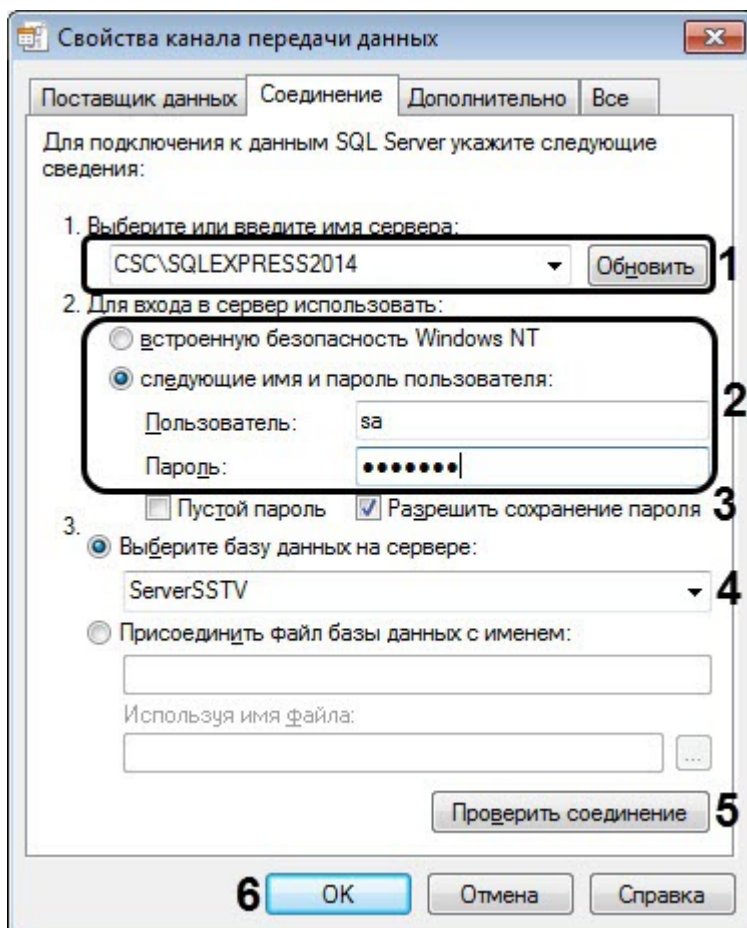 Свойства канала передачи данных
Поставщик данных Соединение Дополнительно Все
Для подключения к данным SQL Server укажите следующие
сведения:
1. Выберите или введите имя сервера:
CSC\SQLEXPRESS2014 Обновить 1
2. Для входа в сервер использовать:
встроенную безопасность Windows NT
следующие имя и пароль пользователя:
2
Пользователь: sa
Пароль: ●●●●●●●
Пустой пароль Разрешить сохранение пароля 3
3.
Выберите базу данных на сервере:
ServerSSTV 4
Присоединить файл базы данных с именем:
Используя имя файла:
...
Проверить соединение 5
6 OK Отмена Справка